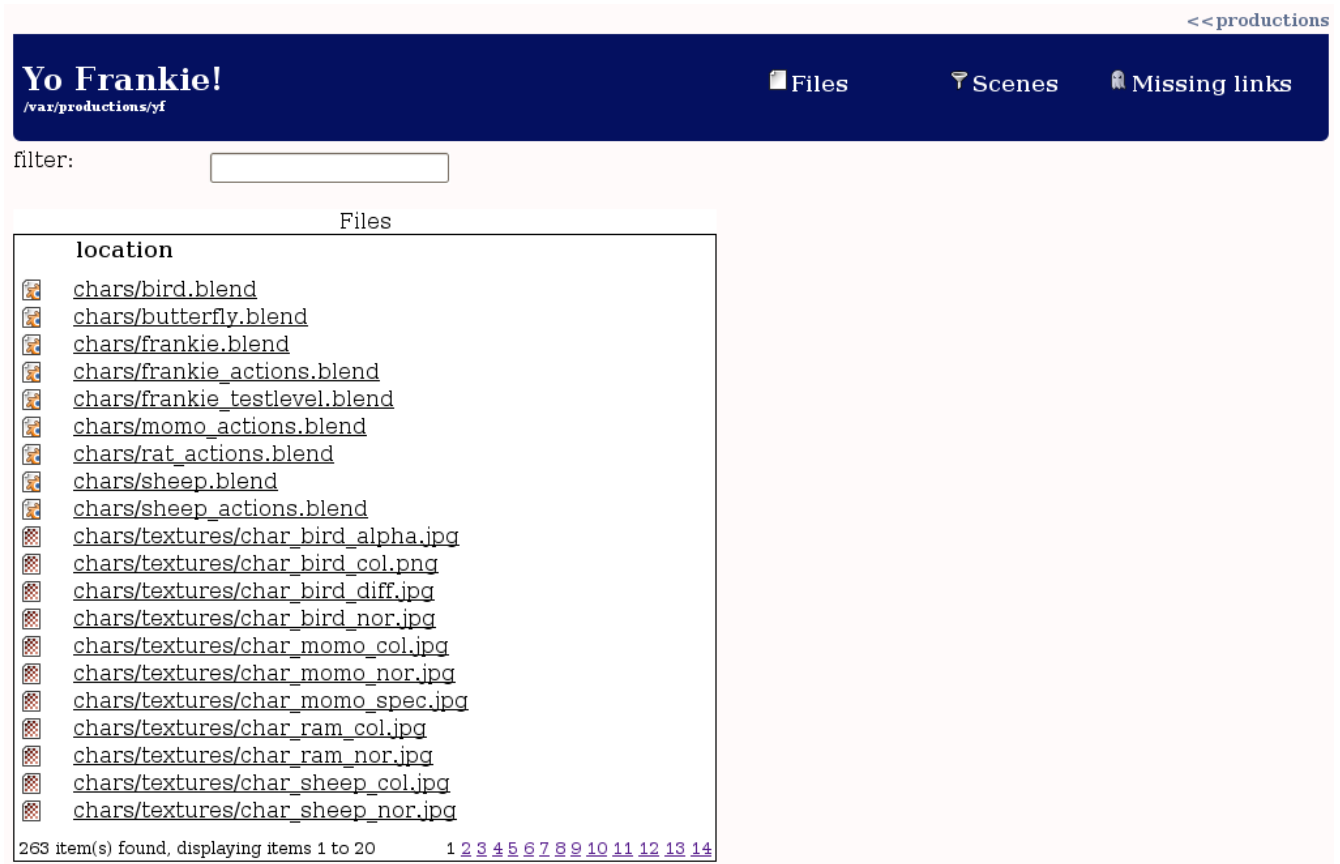 <<productions
Yo Frankie!
/var/productions/yf
Files
Scenes
Missing links
filter:
Files
location
chars/bird.blend
chars/butterfly.blend
chars/frankie.blend
chars/frankie_actions.blend
chars/frankie_testlevel.blend
chars/momo_actions.blend
chars/rat_actions.blend
chars/sheep.blend
chars/sheep_actions.blend
chars/textures/char_bird_alpha.jpg
chars/textures/char_bird_col.png
chars/textures/char_bird_diff.jpg
chars/textures/char_bird_nor.jpg
chars/textures/char_momo_col.jpg
chars/textures/char_momo_nor.jpg
chars/textures/char_momo_spec.jpg
chars/textures/char_ram_col.jpg
chars/textures/char_ram_nor.jpg
chars/textures/char_sheep_col.jpg
chars/textures/char_sheep_nor.jpg
263 item(s) found, displaying items 1 to 20 1 2 3 4 5 6 7 8 9 10 11 12 13 14